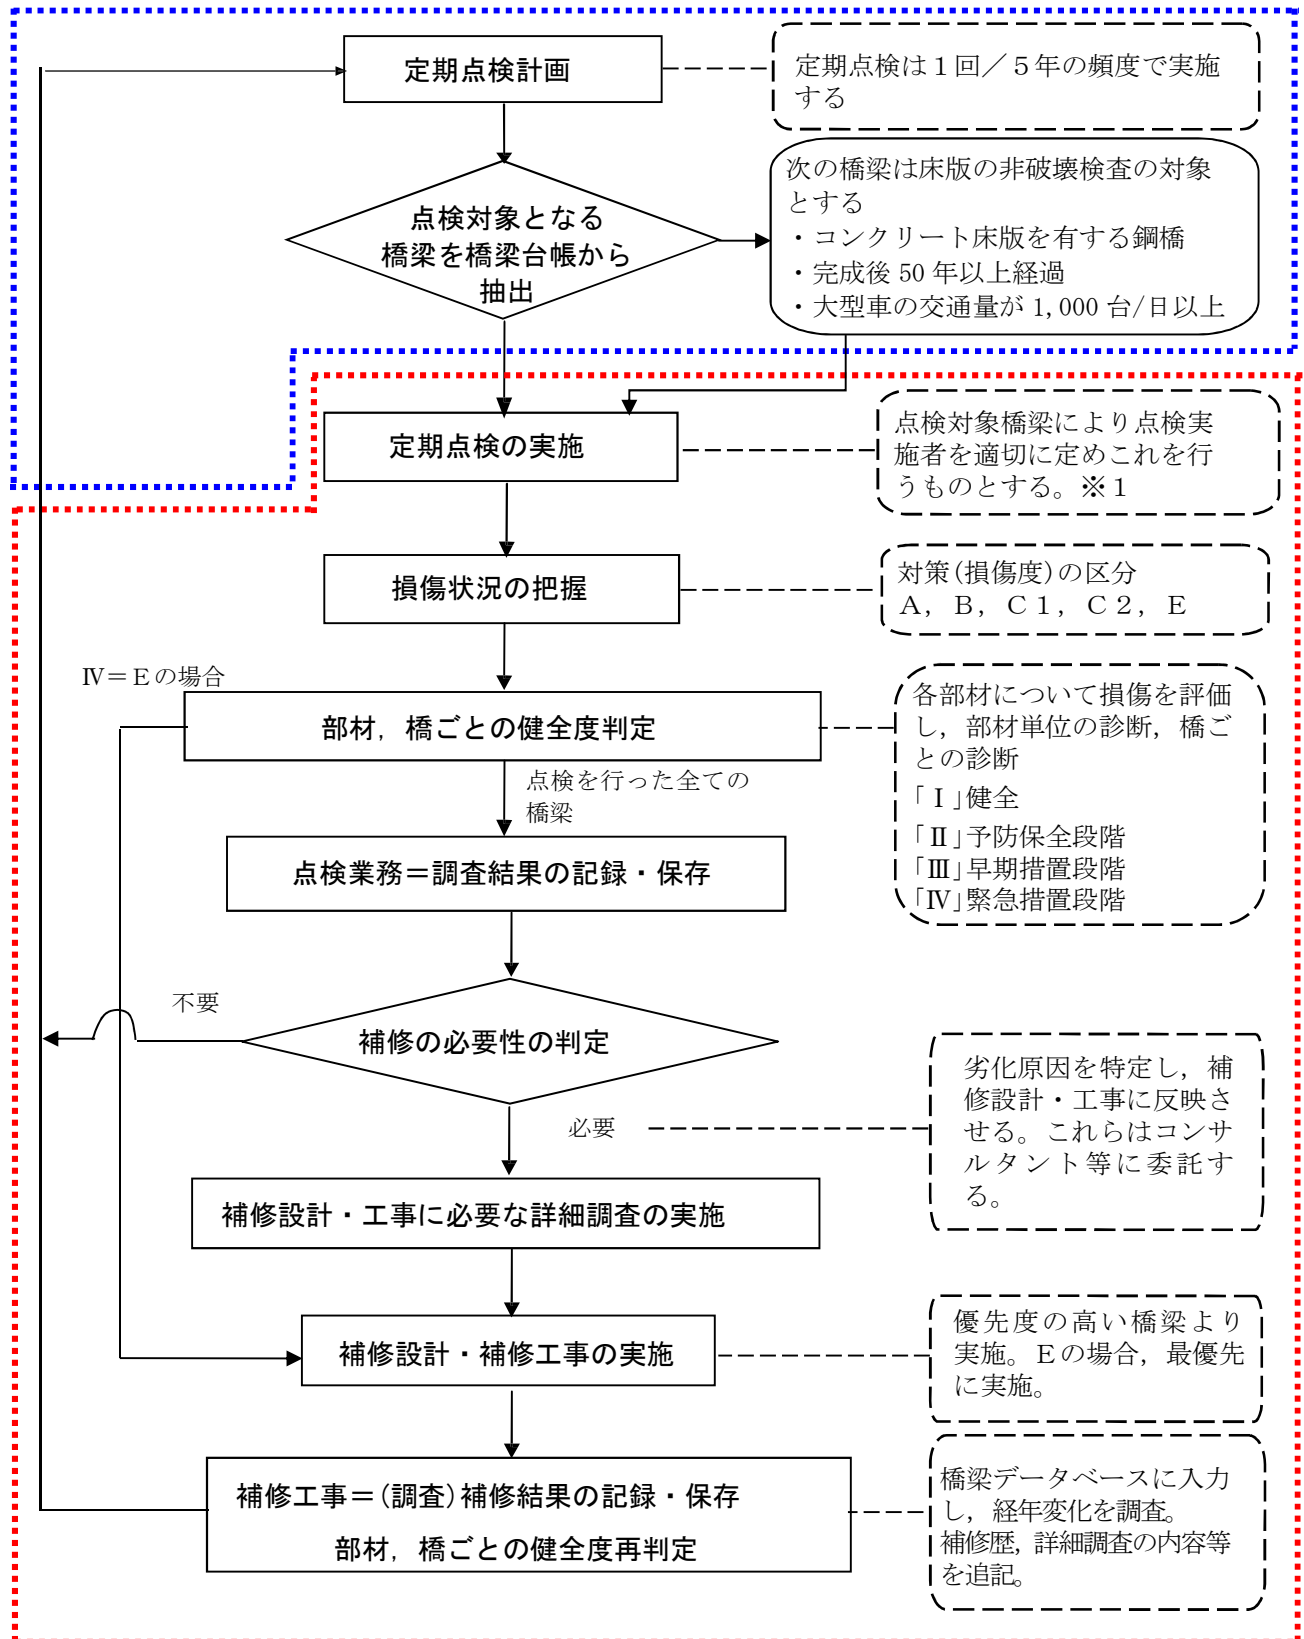 定期点検計画
定期点検は１回／５年の頻度で実施
する
次の橋梁は床版の非破壊検査の対象
とする
・コンクリート床版を有する鋼橋
・完成後 50 年以上経過
・大型車の交通量が 1,000 台/日以上
点検対象となる
橋梁を橋梁台帳から
抽出
定期点検の実施
点検対象橋梁により点検実
施者を適切に定めこれを行
うものとする。※１
損傷状況の把握
対策(損傷度)の区分
Ａ，Ｂ，Ｃ１，Ｃ２，Ｅ
Ⅳ＝Ｅの場合
部材，橋ごとの健全度判定
各部材について損傷を評価
し，部材単位の診断，橋ご
との診断
「Ⅰ」健全
「Ⅱ」予防保全段階
「Ⅲ」早期措置段階
「Ⅳ」緊急措置段階
点検を行った全ての
橋梁
点検業務＝調査結果の記録・保存
不要
補修の必要性の判定
必要
劣化原因を特定し，補
修設計・工事に反映さ
せる。これらはコンサ
ルタント等に委託す
る。
補修設計・工事に必要な詳細調査の実施
補修設計・補修工事の実施
優先度の高い橋梁より
実施。Ｅの場合，最優先
に実施。
補修工事＝(調査)補修結果の記録・保存
部材，橋ごとの健全度再判定
橋梁データベースに入力
し，経年変化を調査。
補修歴，詳細調査の内容等
を追記。